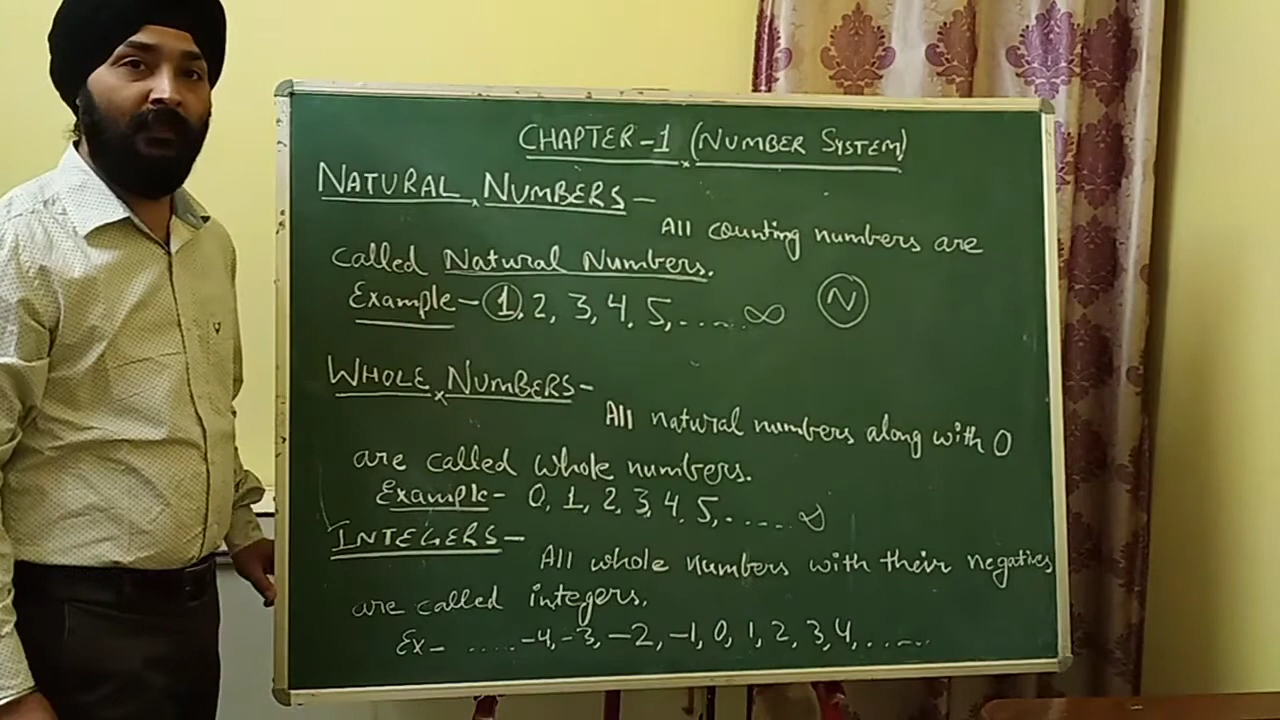 CHAPTER-1 (NUMBER SYSTEM)
NATURAL NUMBERS-
All counting numbers are
called Natural Numbers.
Example- 1, 2, 3, 4, 5, ..... ∞ N
WHOLE NUMBERS-
All natural numbers along with 0
are called whole numbers.
Example- 0, 1, 2, 3, 4, 5, ...... ∞
INTEGERS-
All whole numbers with their negatives
are called integers.
Ex- ..... -4, -3, -2, -1, 0, 1, 2, 3, 4, ......